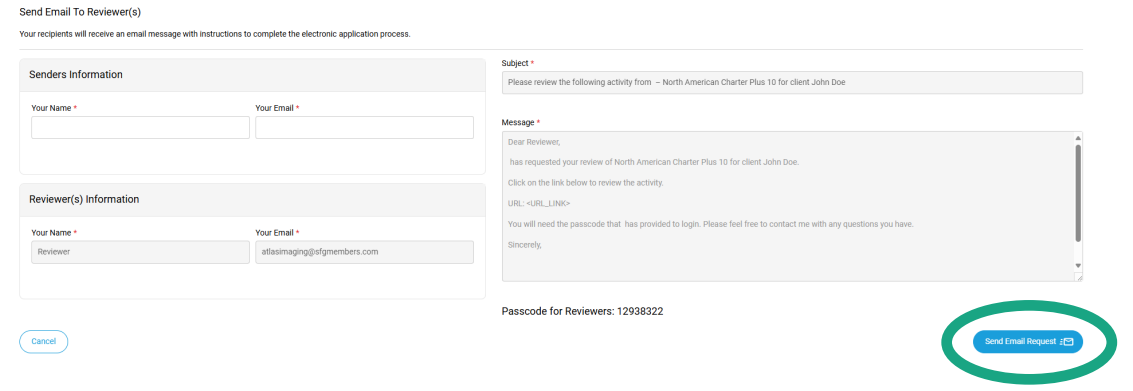 Send Email To Reviewer(s)
Your recipients will receive an email message with instructions to complete the electronic application process.
Senders Information
Your Name *
Your Email *
Reviewer(s) Information
Your Name *
Your Email *
Reviewer
atlasimaging@sfgmembers.com
Cancel
Subject *
Please review the following activity from – North American Charter Plus 10 for client John Doe
Message *
Dear Reviewer,
has requested your review of North American Charter Plus 10 for client John Doe.
Click on the link below to review the activity.
URL: <URL_LINK>
You will need the passcode that has provided to login. Please feel free to contact me with any questions you have.
Sincerely,
Passcode for Reviewers: 12938322
Send Email Request